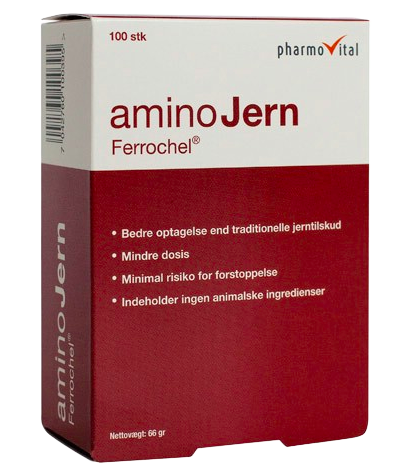 100 stk
pharmovital
aminoJern
Ferrochel®
• Bedre optagelse end traditionelle jerntilskud
• Mindre dosis
• Minimal risiko for forstoppelse
• Indeholder ingen animalske ingredienser
Nettovægt: 66 gr
aminoJern
Ferrochel®